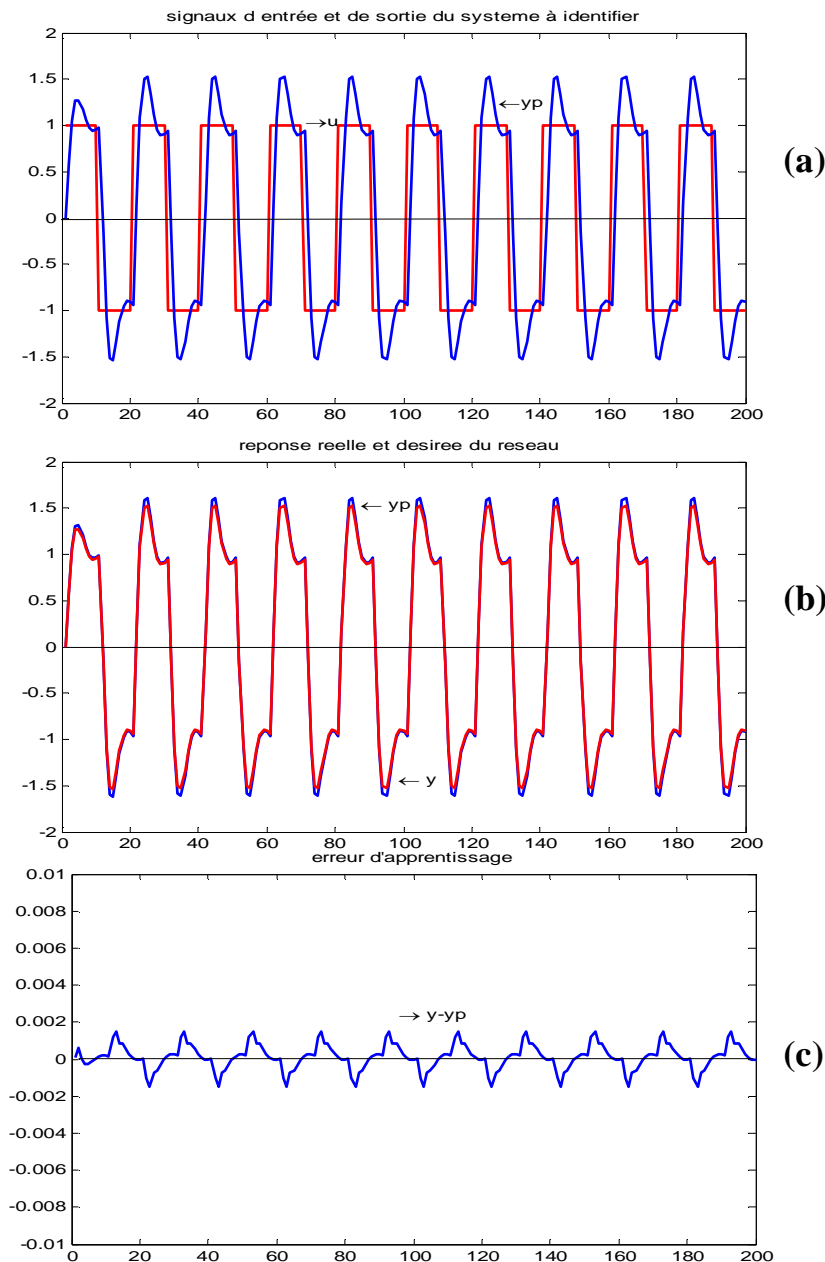 signaux d entrée et de sortie du systeme à identifier
2
1.5
←yp
→u
1
0.5
(a)
0
-0.5
-1
-1.5
-2
0 20 40 60 80 100 120 140 160 180 200
reponse reelle et desiree du reseau
2
1.5
← yp
1
0.5
(b)
0
-0.5
-1
-1.5
← y
-2
0 20 40 60 80 100 120 140 160 180 200
erreur d'apprentissage
0.01
0.008
0.006
0.004
→ y-yp
0.002
0
(c)
-0.002
-0.004
-0.006
-0.008
-0.01
0 20 40 60 80 100 120 140 160 180 200